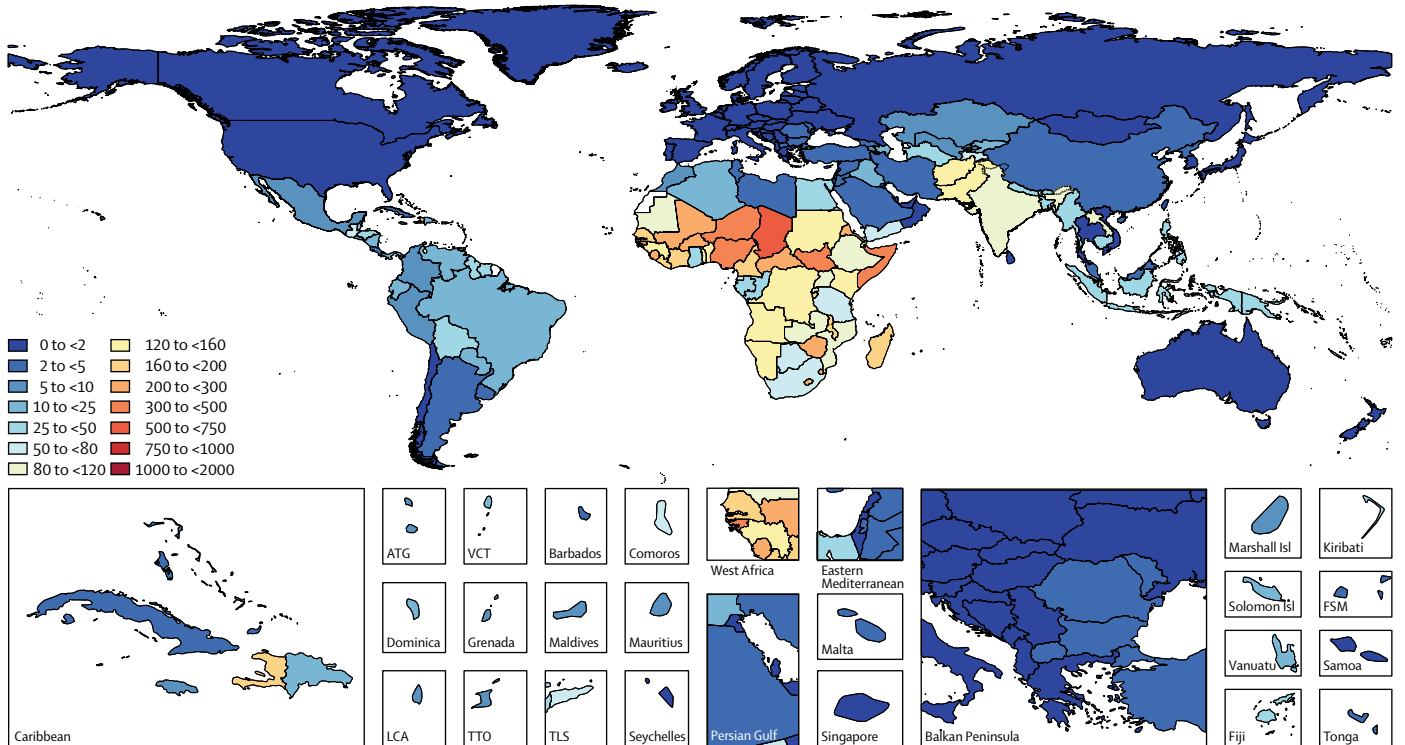 0 to <2
2 to <5
5 to <10
10 to <25
25 to <50
50 to <80
80 to <120
120 to <160
160 to <200
200 to <300
300 to <500
500 to <750
750 to <1000
1000 to <2000
Caribbean
ATG
VCT
Barbados
Comoros
Dominica
Grenada
Maldives
Mauritius
LCA
TTO
TLS
Seychelles
West Africa
Eastern
Mediterranean
Persian Gulf
Malta
Singapore
Balkan Peninsula
Marshall Isl
Kiribati
Solomon Isl
FSM
Vanuatu
Samoa
Fiji
Tonga